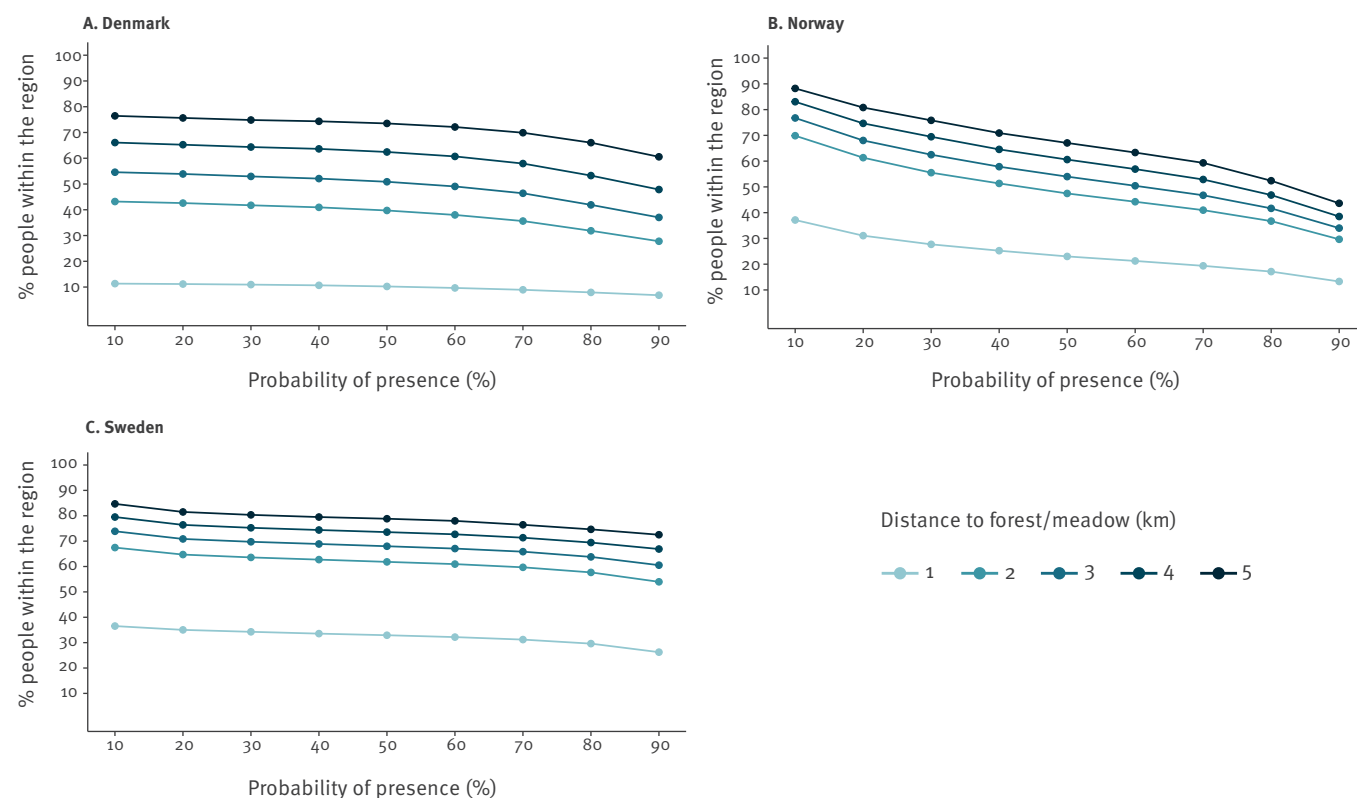 A. Denmark
% people within the region
100
90
80
70
60
50
40
30
20
10
10 20 30 40 50 60 70 80 90
Probability of presence (%)
B. Norway
% people within the region
100
90
80
70
60
50
40
30
20
10
10 20 30 40 50 60 70 80 90
Probability of presence (%)
C. Sweden
% people within the region
100
90
80
70
60
50
40
30
20
10
10 20 30 40 50 60 70 80 90
Probability of presence (%)
Distance to forest/meadow (km)
1 2 3 4 5